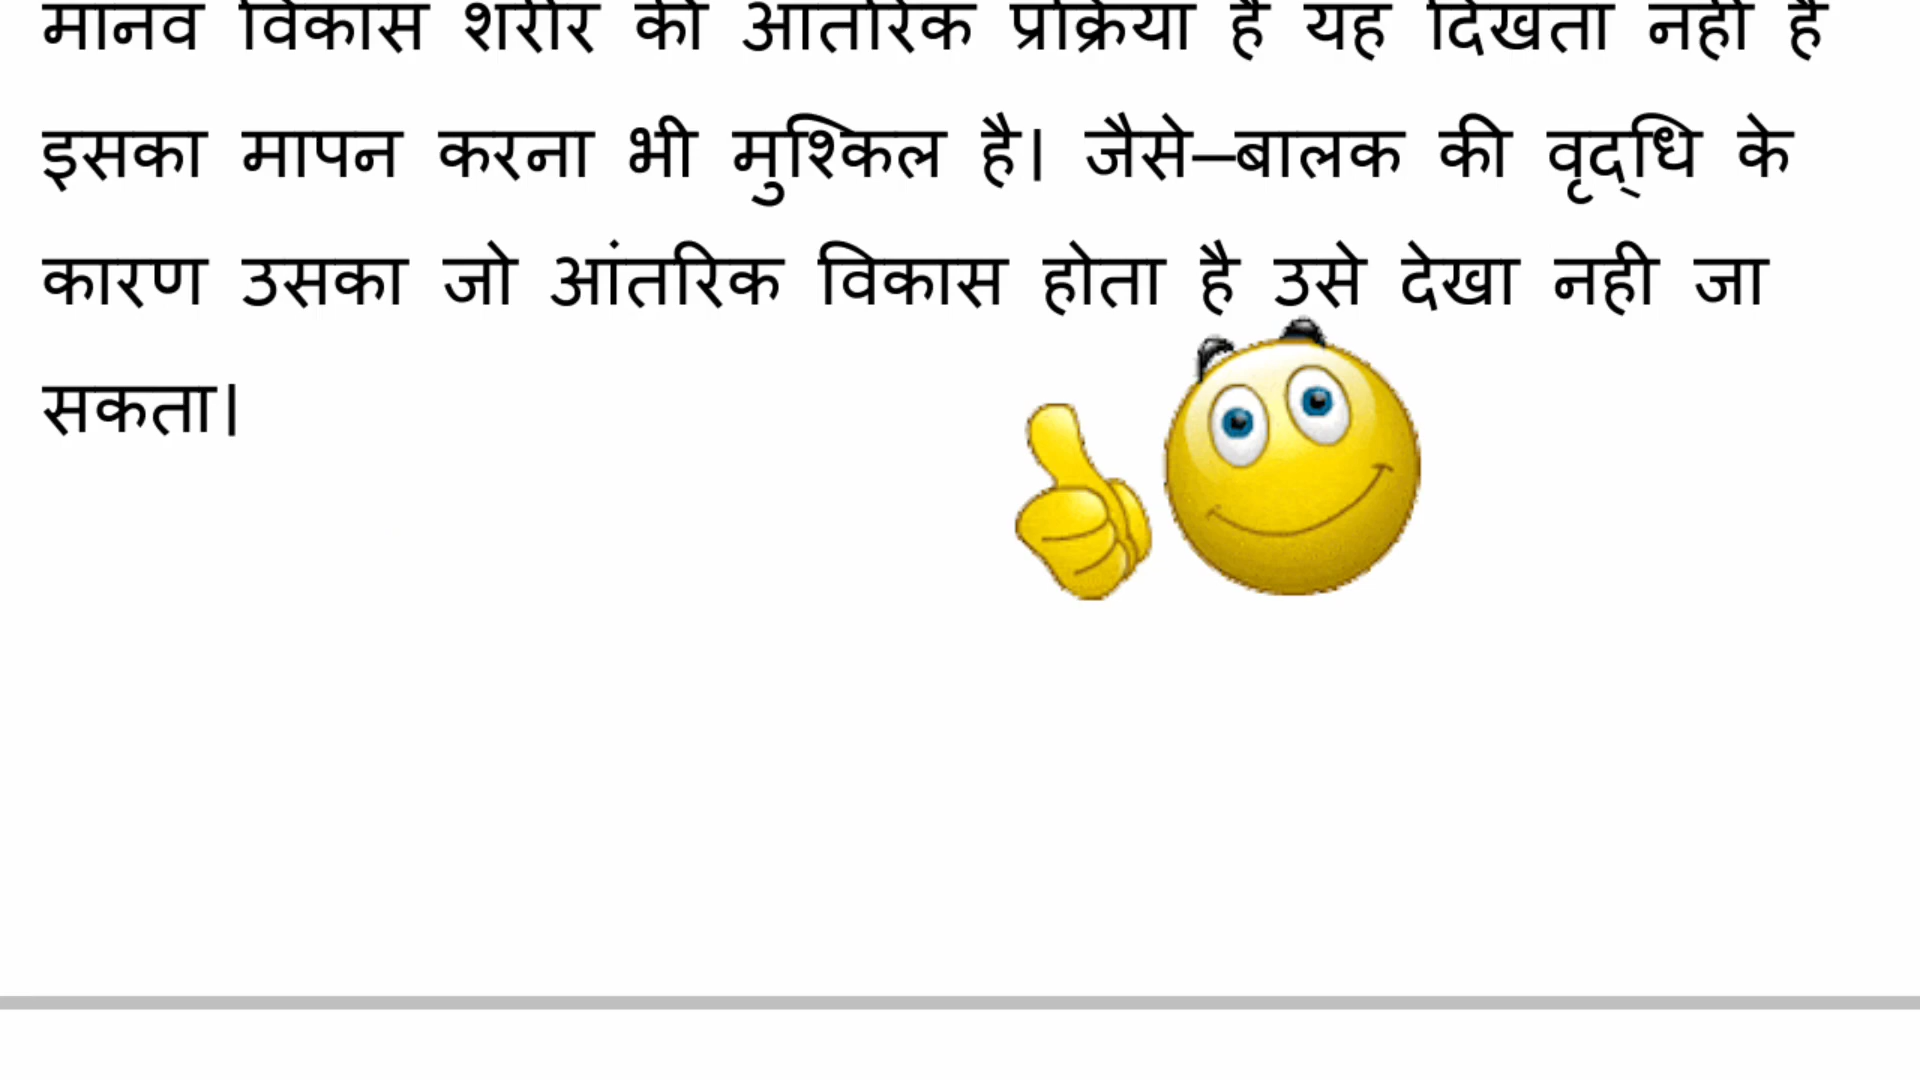 मानव विकास शरीर की आंतरिक प्रक्रिया है यह दिखता नही है
इसका मापन करना भी मुश्किल है। जैसे–बालक की वृद्धि के
कारण उसका जो आंतरिक विकास होता है उसे देखा नही जा
सकता।